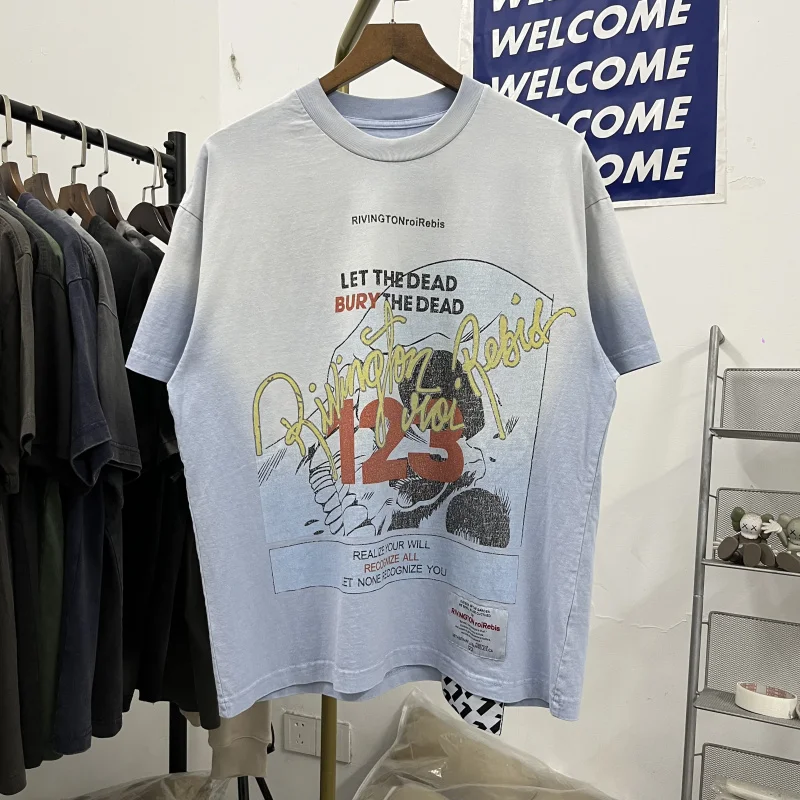 WELCOME
WELCOME
WELCOME
COME
OME
RIVINGTONroiRebis
LET THE DEAD
BURY THE DEAD
Rivington
roi Rebis
123
REALIZE YOUR WILL
RECOGNIZE ALL
LET NONE RECOGNIZE YOU
RIVINGTONroiRebis